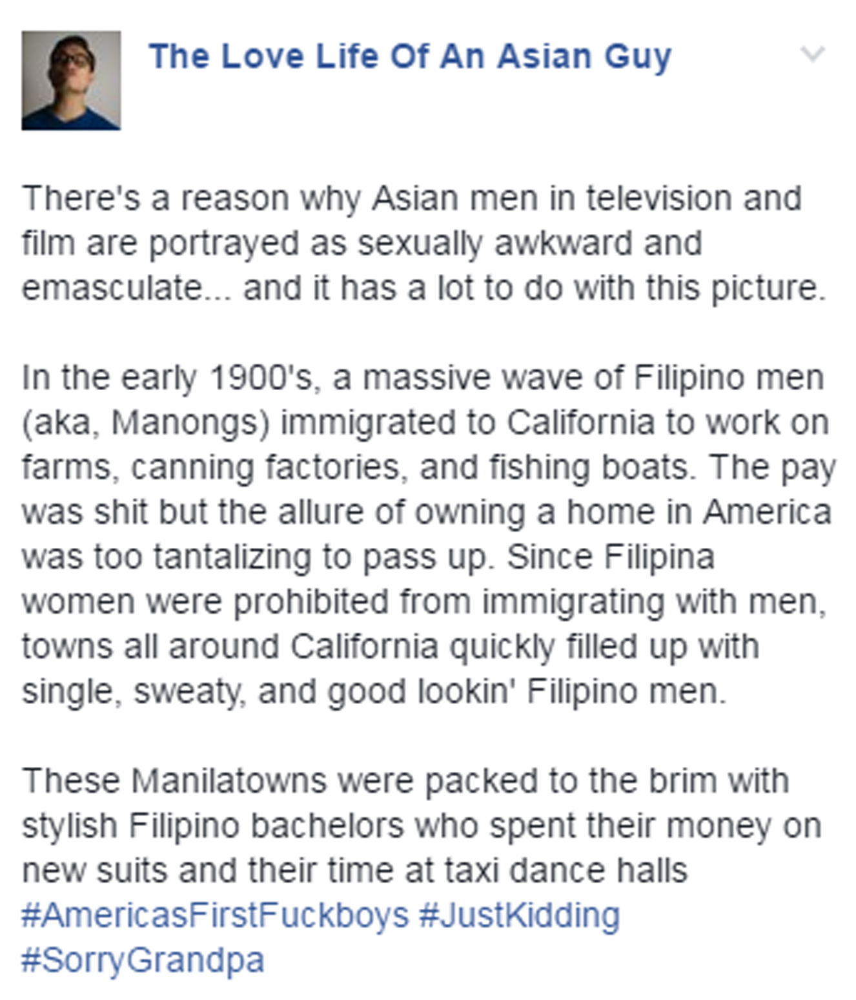 The Love Life Of An Asian Guy
There's a reason why Asian men in television and
film are portrayed as sexually awkward and
emasculate... and it has a lot to do with this picture.
In the early 1900's, a massive wave of Filipino men
(aka, Manongs) immigrated to California to work on
farms, canning factories, and fishing boats. The pay
was shit but the allure of owning a home in America
was too tantalizing to pass up. Since Filipina
women were prohibited from immigrating with men,
towns all around California quickly filled up with
single, sweaty, and good lookin' Filipino men.
These Manilatowns were packed to the brim with
stylish Filipino bachelors who spent their money on
new suits and their time at taxi dance halls
#AmericasFirstFuckboys #JustKidding
#SorryGrandpa